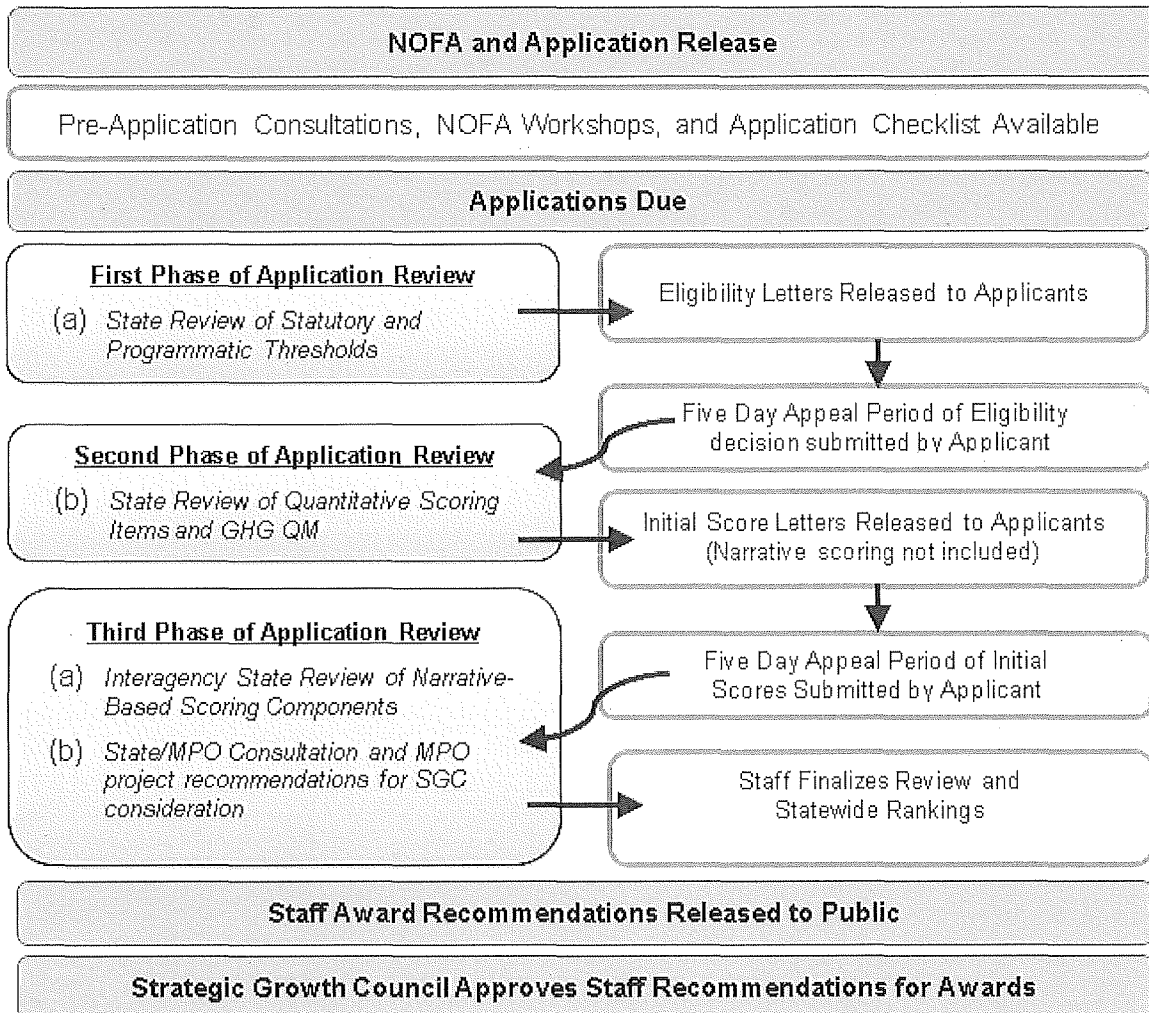 NOFA and Application Release
Pre-Application Consultations, NOFA Workshops, and Application Checklist Available
Applications Due
First Phase of Application Review
(a) State Review of Statutory and
Programmatic Thresholds
Eligibility Letters Released to Applicants
Five Day Appeal Period of Eligibility
decision submitted by Applicant
Second Phase of Application Review
(b) State Review of Quantitative Scoring
Items and GHG QM
Initial Score Letters Released to Applicants
(Narrative scoring not included)
Five Day Appeal Period of Initial
Scores Submitted by Applicant
Third Phase of Application Review
(a) Interagency State Review of Narrative-
Based Scoring Components
(b) State/MPO Consultation and MPO
project recommendations for SGC
consideration
Staff Finalizes Review and
Statewide Rankings
Staff Award Recommendations Released to Public
Strategic Growth Council Approves Staff Recommendations for Awards